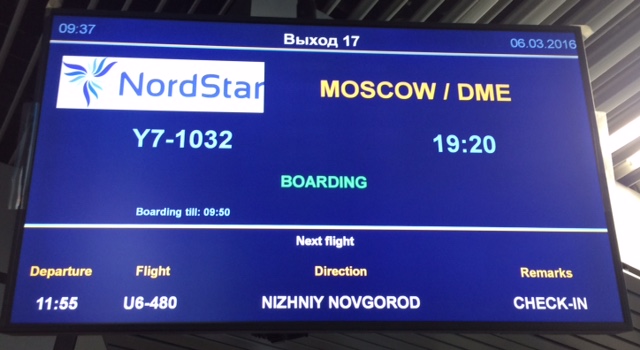 09:37 Выход 17 06.03.2016
NordStar MOSCOW / DME
Y7-1032 19:20
BOARDING
Boarding till: 09:50
Next flight
Departure Flight Direction Remarks
11:55 U6-480 NIZHNIY NOVGOROD CHECK-IN